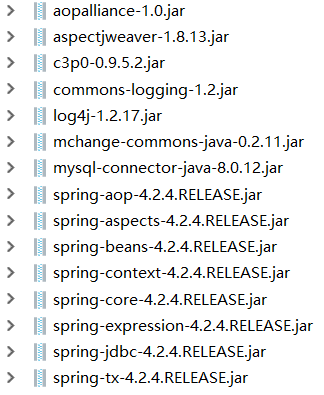 aopalliance-1.0.jar
aspectjweaver-1.8.13.jar
c3p0-0.9.5.2.jar
commons-logging-1.2.jar
log4j-1.2.17.jar
mchange-commons-java-0.2.11.jar
mysql-connector-java-8.0.12.jar
spring-aop-4.2.4.RELEASE.jar
spring-aspects-4.2.4.RELEASE.jar
spring-beans-4.2.4.RELEASE.jar
spring-context-4.2.4.RELEASE.jar
spring-core-4.2.4.RELEASE.jar
spring-expression-4.2.4.RELEASE.jar
spring-jdbc-4.2.4.RELEASE.jar
spring-tx-4.2.4.RELEASE.jar